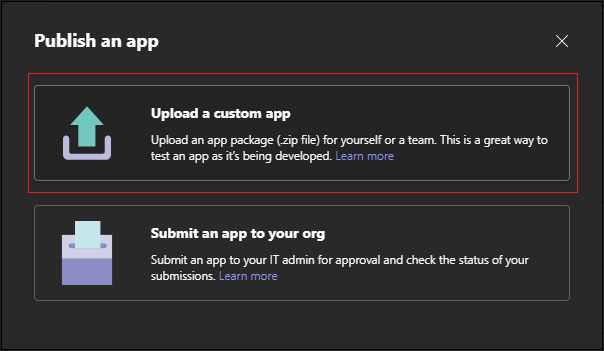 Publish an app
Upload a custom app
Upload an app package (.zip file) for yourself or a team. This is a great way to
test an app as it's being developed. Learn more
Submit an app to your org
Submit an app to your IT admin for approval and check the status of your
submissions. Learn more